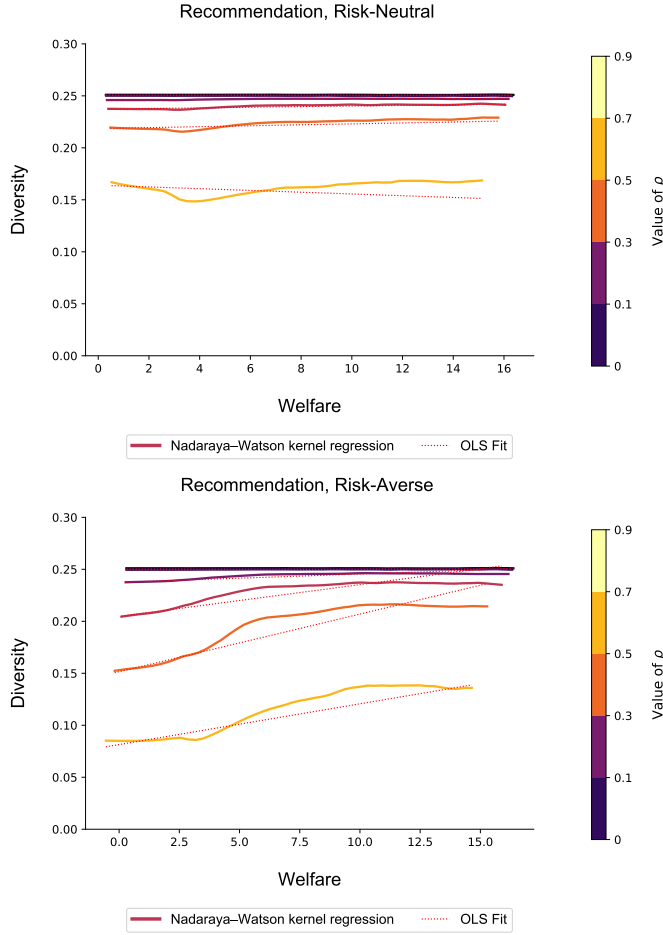 Recommendation, Risk-Neutral
0.30
0.25
0.20
0.15
0.10
0.05
0.00
Diversity
0 2 4 6 8 10 12 14 16
Welfare
0.9
0.7
0.5
0.3
0.1
0
Value of ρ
Nadaraya–Watson kernel regression OLS Fit
Recommendation, Risk-Averse
0.30
0.25
0.20
0.15
0.10
0.05
0.00
Diversity
0.0 2.5 5.0 7.5 10.0 12.5 15.0
Welfare
0.9
0.7
0.5
0.3
0.1
0
Value of ρ
Nadaraya–Watson kernel regression OLS Fit